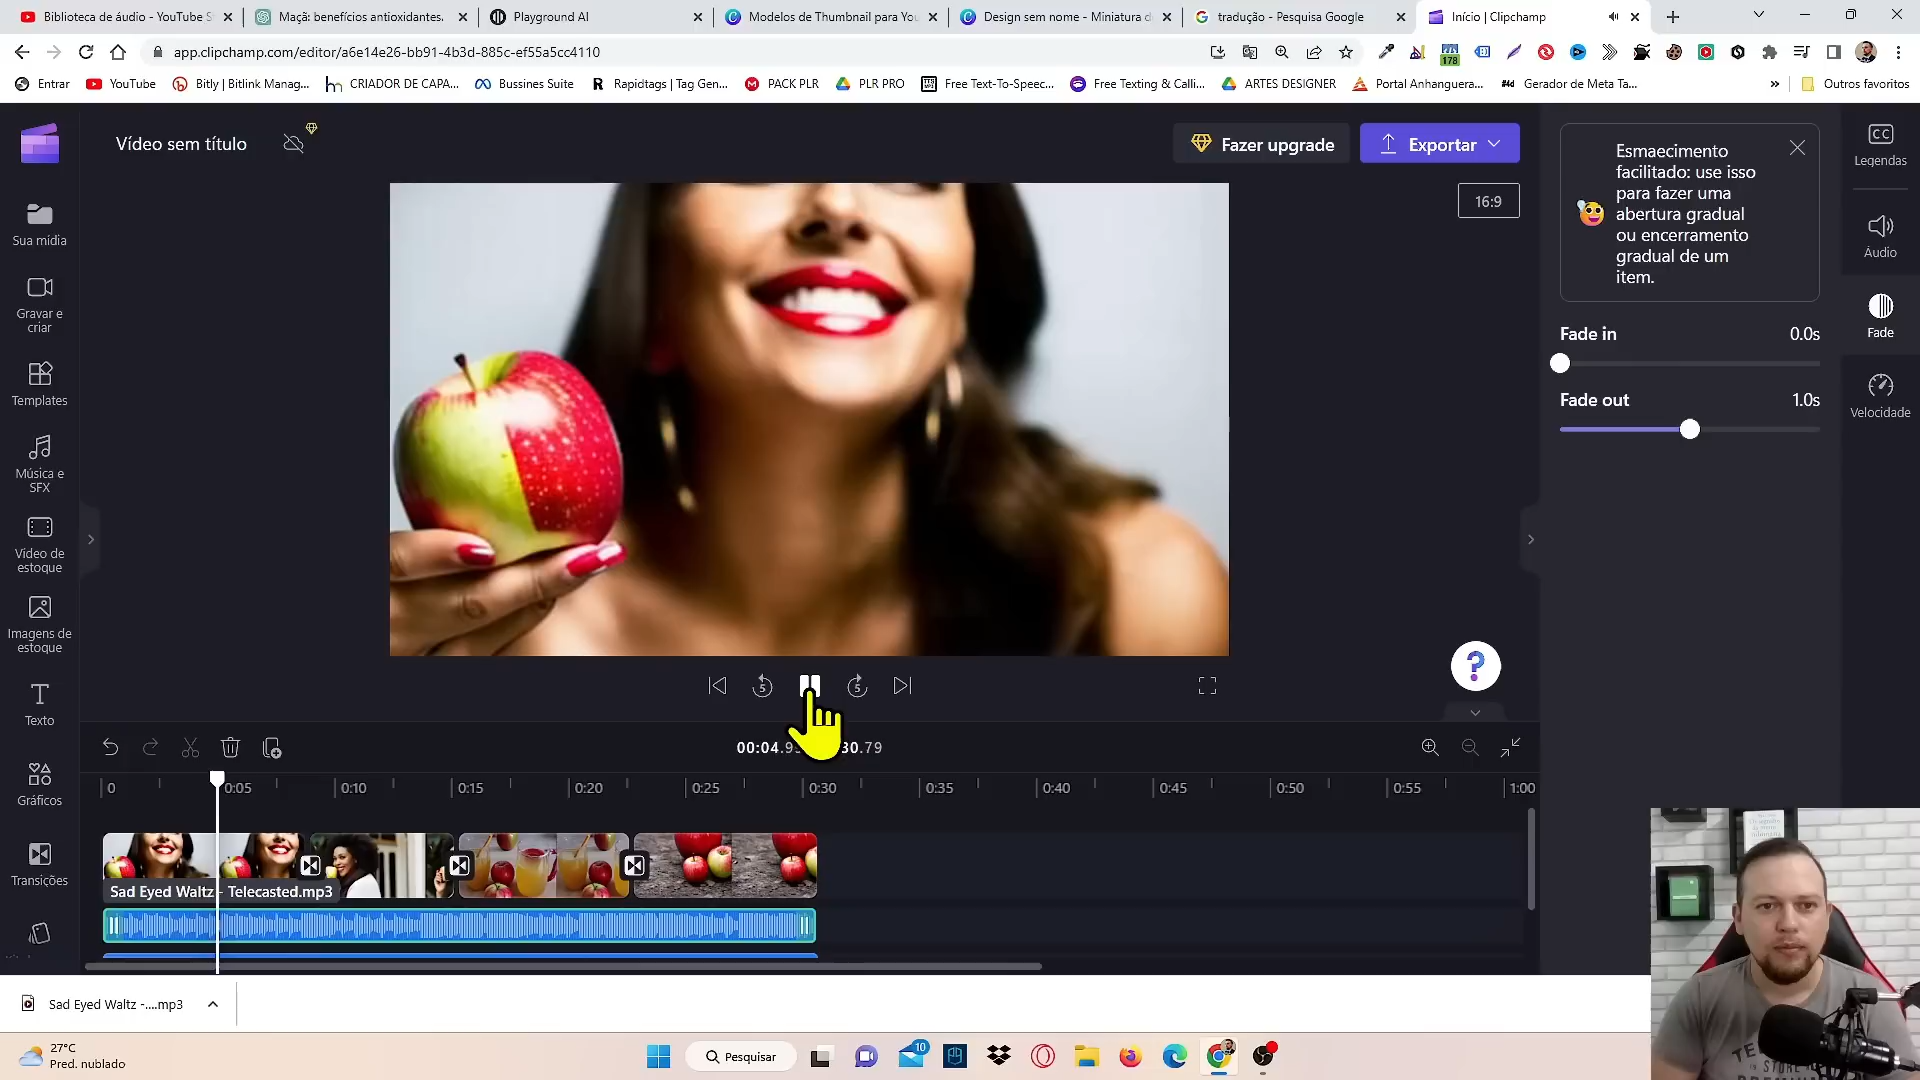 Biblioteca de áudio - YouTube S
Maçã: benefícios antioxidantes.
Playground AI
Modelos de Thumbnail para You
Design sem nome - Miniatura d
tradução - Pesquisa Google
Início | Clipchamp
app.clipchamp.com/editor/a6e14e26-bb91-4b3d-885c-ef55a5cc4110
178
Entrar
YouTube
Bitly | Bitlink Manag...
CRIADOR DE CAPA...
Bussines Suite
Rapidtags | Tag Gen...
PACK PLR
PLR PRO
Free Text-To-Speec...
Free Texting & Calli...
ARTES DESIGNER
Portal Anhanguera...
Gerador de Meta Ta...
»
Outros favoritos
Vídeo sem título
Fazer upgrade
Exportar
16:9
Sua mídia
Gravar e
criar
Templates
Música e
SFX
Vídeo de
estoque
Imagens de
estoque
Texto
Gráficos
Transições
Esmaecimento
facilitado: use isso
para fazer uma
abertura gradual
ou encerramento
gradual de um
item.
Fade in 0.0s
Fade out 1.0s
CC
Legendas
Áudio
Fade
Velocidade
5
5
?
00:04.9
30.79
0 0:05 0:10 0:15 0:20 0:25 0:30 0:35 0:40 0:45 0:50 0:55 1:00
Sad Eyed Waltz - Telecasted.mp3
Sad Eyed Waltz -....mp3
27°C
Pred. nublado
Pesquisar
10